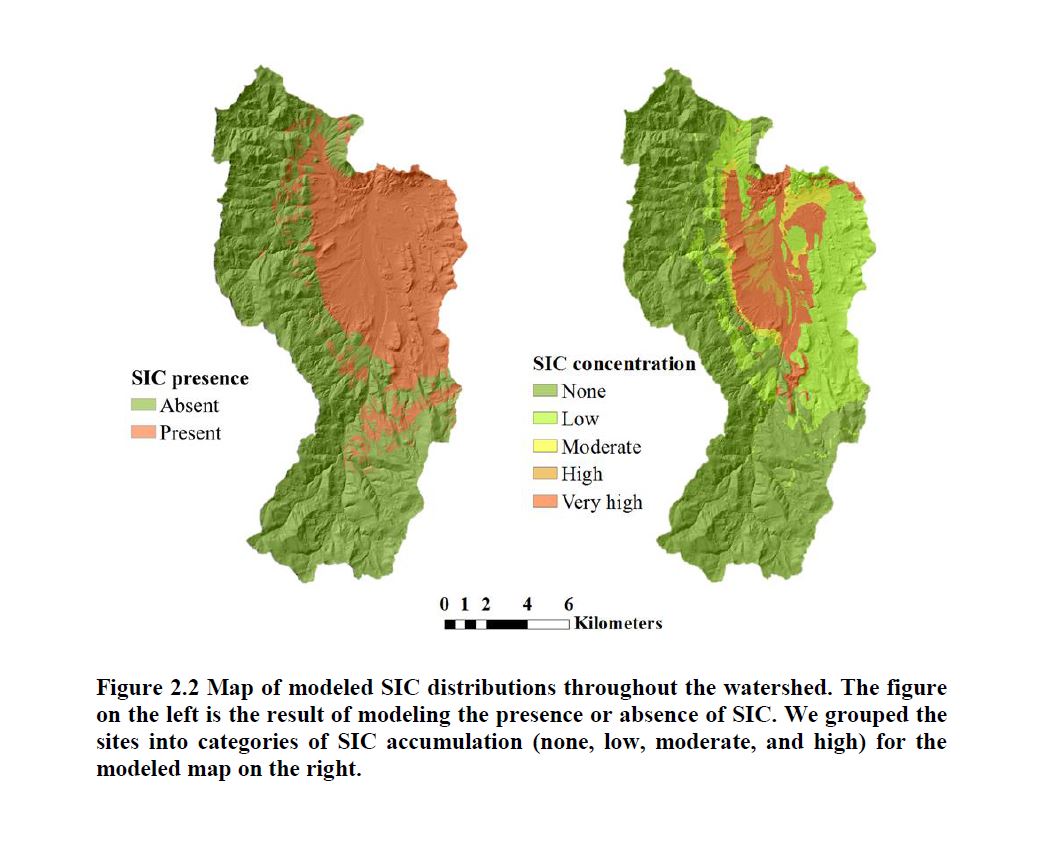 SIC presence
Absent
Present
SIC concentration
None
Low
Moderate
High
Very high
0 1 2 4 6
Kilometers
Figure 2.2 Map of modeled SIC distributions throughout the watershed. The figure
on the left is the result of modeling the presence or absence of SIC. We grouped the
sites into categories of SIC accumulation (none, low, moderate, and high) for the
modeled map on the right.